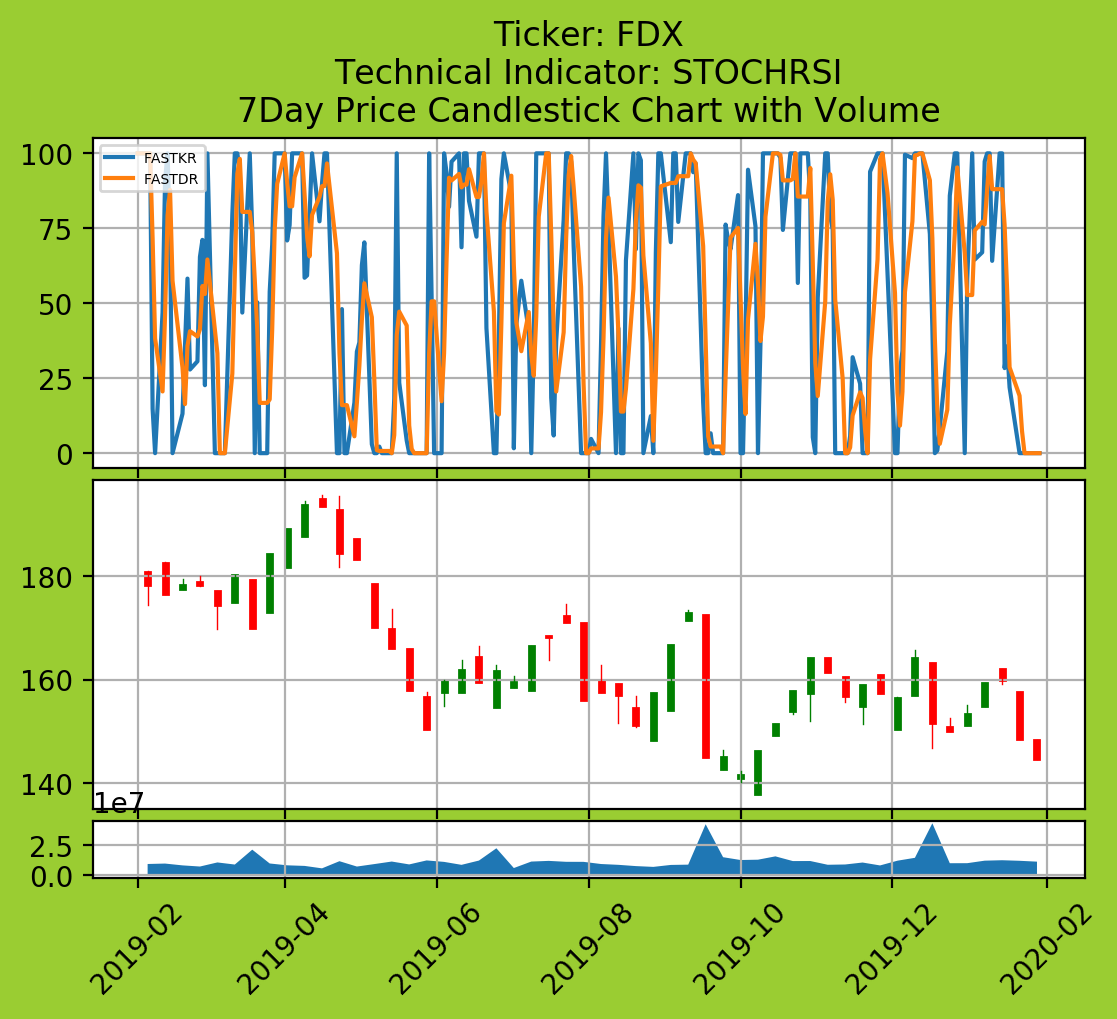 Ticker: FDX
Technical Indicator: STOCHRSI
7Day Price Candlestick Chart with Volume
100
75
50
25
0
FASTKR
FASTDR
180
160
140
1e7
2.5
0.0
2019-02
2019-04
2019-06
2019-08
2019-10
2019-12
2020-02